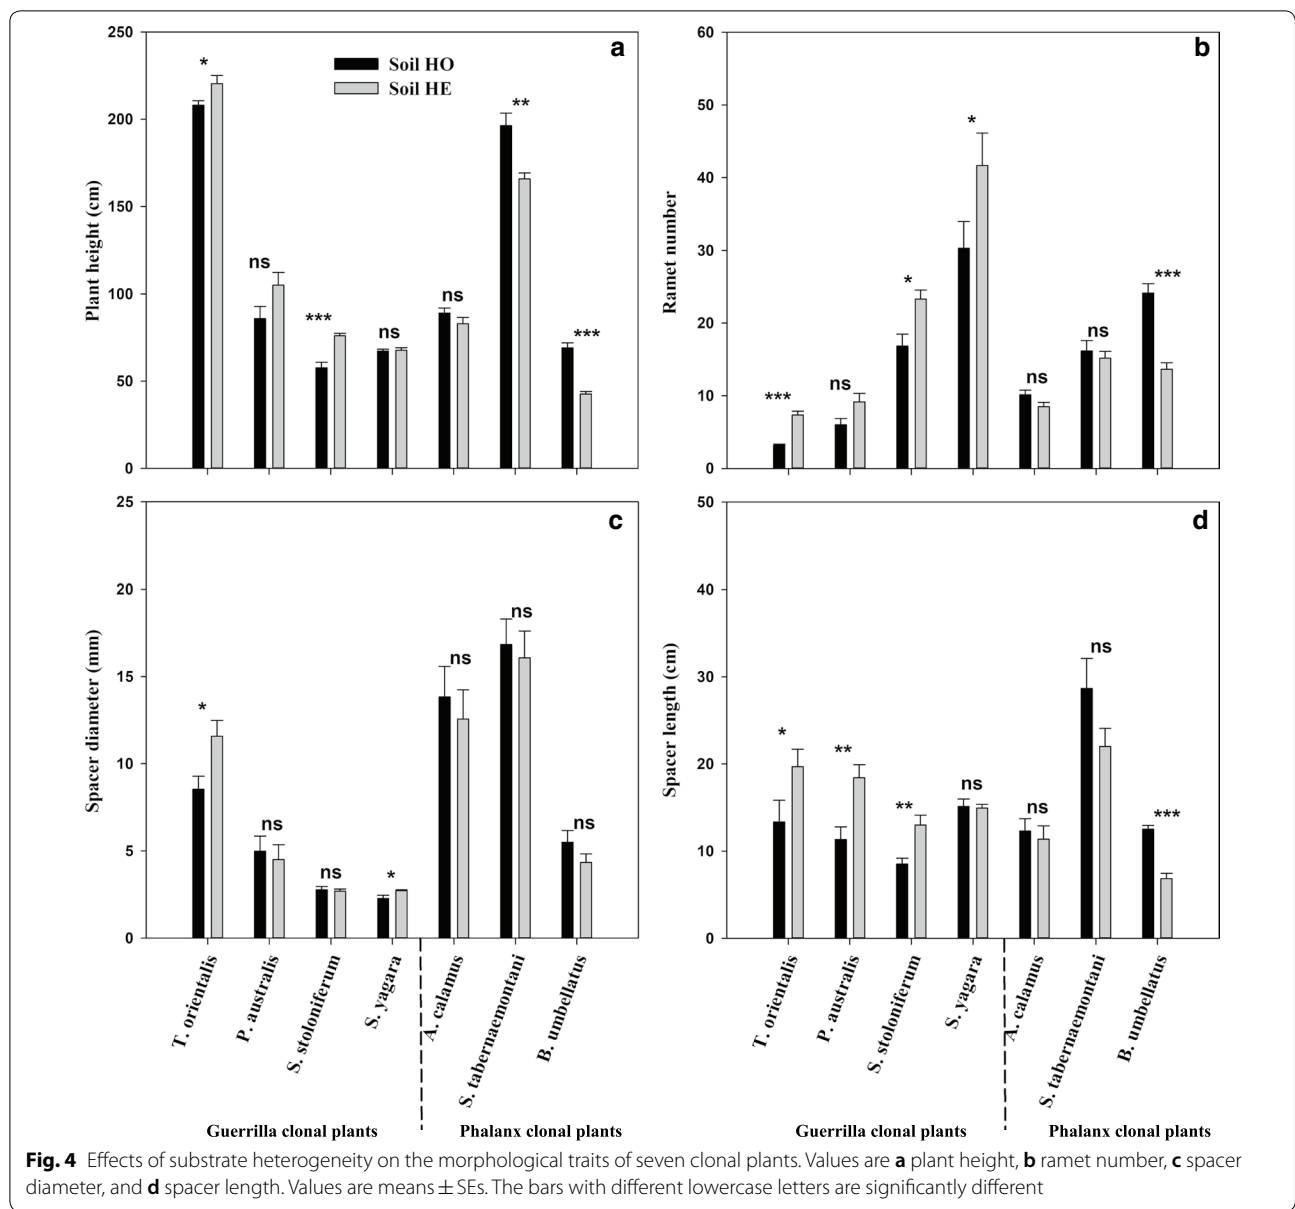 250
200
150
100
50
0
Plant height (cm)
a
Soil HO
Soil HE
*
ns
***
ns
ns
**
***
60
50
40
30
20
10
0
Ramet number
b
***
ns
*
*
ns
ns
***
25
20
15
10
5
0
Spacer diameter (mm)
c
*
ns
ns
*
ns
ns
ns
T. orientalis
P. australis
S. stoloniferum
S. yagara
A. calamus
S. tabernaemontani
B. umbellatus
Guerrilla clonal plants
Phalanx clonal plants
50
40
30
20
10
0
Spacer length (cm)
d
*
**
**
ns
ns
ns
***
T. orientalis
P. australis
S. stoloniferum
S. yagara
A. calamus
S. tabernaemontani
B. umbellatus
Guerrilla clonal plants
Phalanx clonal plants
Fig. 4 Effects of substrate heterogeneity on the morphological traits of seven clonal plants. Values are a plant height, b ramet number, c spacer
diameter, and d spacer length. Values are means ± SEs. The bars with different lowercase letters are significantly different